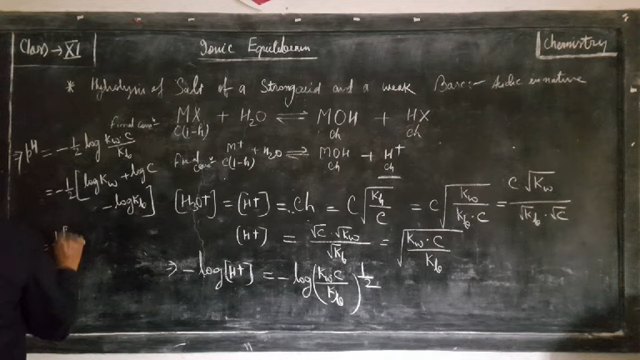 Class → XI
Ionic Equilibrium
Chemistry
* Hydrolysis of Salt of a Strong acid and a weak Base:- Acidic in nature
MX + H₂O ⇌ MOH + HX
Final conc² C(1-h) ch ch
M⁺ + H₂O ⇌ MOH + H⁺
Final conc² C(1-h) ch ch
[H₃O⁺] = [H⁺] = ch = C√(Kh/C) = C√(Kw/(Kb·C)) = C√Kw/(√Kb·√C)
[H⁺] = √C·√Kw/√Kb = √(Kw·C/Kb)
⇒ -log[H⁺] = -log(Kw C/Kb)^1/2
⇒ pH = -1/2 log Kw C/Kb
= -1/2 [log Kw + log C
- log Kb]
=